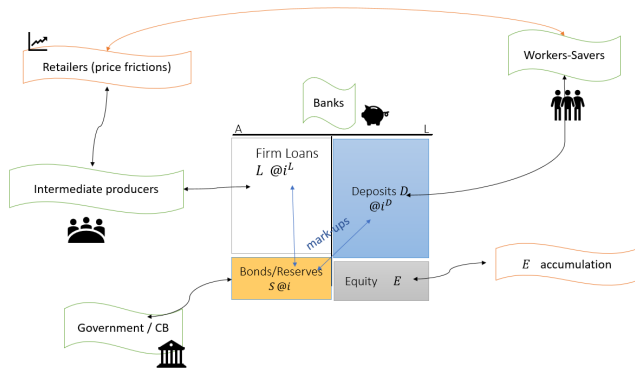 Retailers (price frictions)
Workers-Savers
Banks
A
L
Firm Loans
L @i^L
Deposits D
@i^D
Intermediate producers
mark-ups
Bonds/Reserves
S @i
Equity E
E accumulation
Government / CB